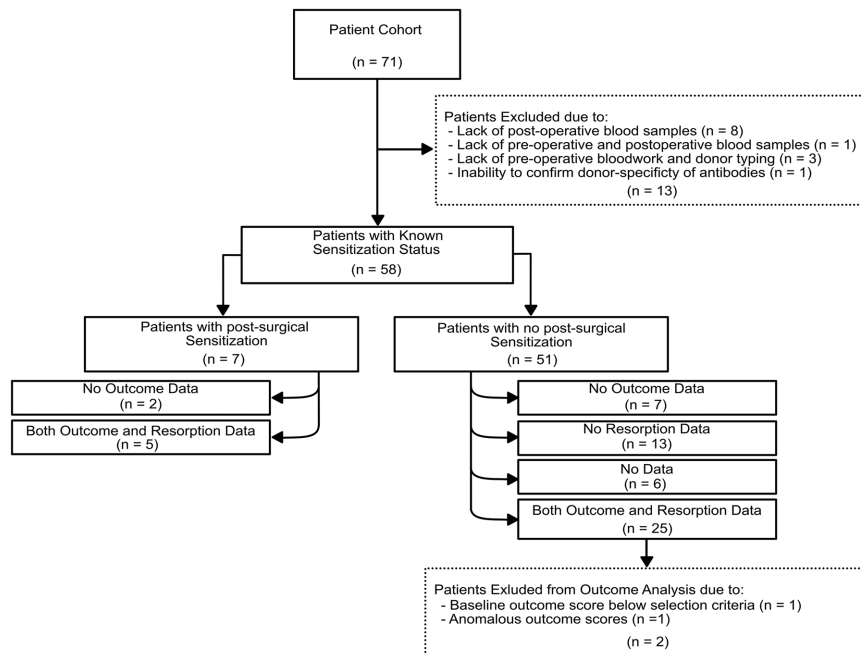 Patient Cohort
(n = 71)
Patients Excluded due to:
- Lack of post-operative blood samples (n = 8)
- Lack of pre-operative and postoperative blood samples (n = 1)
- Lack of pre-operative bloodwork and donor typing (n = 3)
- Inability to confirm donor-specificty of antibodies (n = 1)
(n = 13)
Patients with Known
Sensitization Status
(n = 58)
Patients with post-surgical
Sensitization
(n = 7)
No Outcome Data
(n = 2)
Both Outcome and Resorption Data
(n = 5)
Patients with no post-surgical
Sensitization
(n = 51)
No Outcome Data
(n = 7)
No Resorption Data
(n = 13)
No Data
(n = 6)
Both Outcome and Resorption Data
(n = 25)
Patients Exluded from Outcome Analysis due to:
- Baseline outcome score below selection criteria (n = 1)
- Anomalous outcome scores (n =1)
(n = 2)